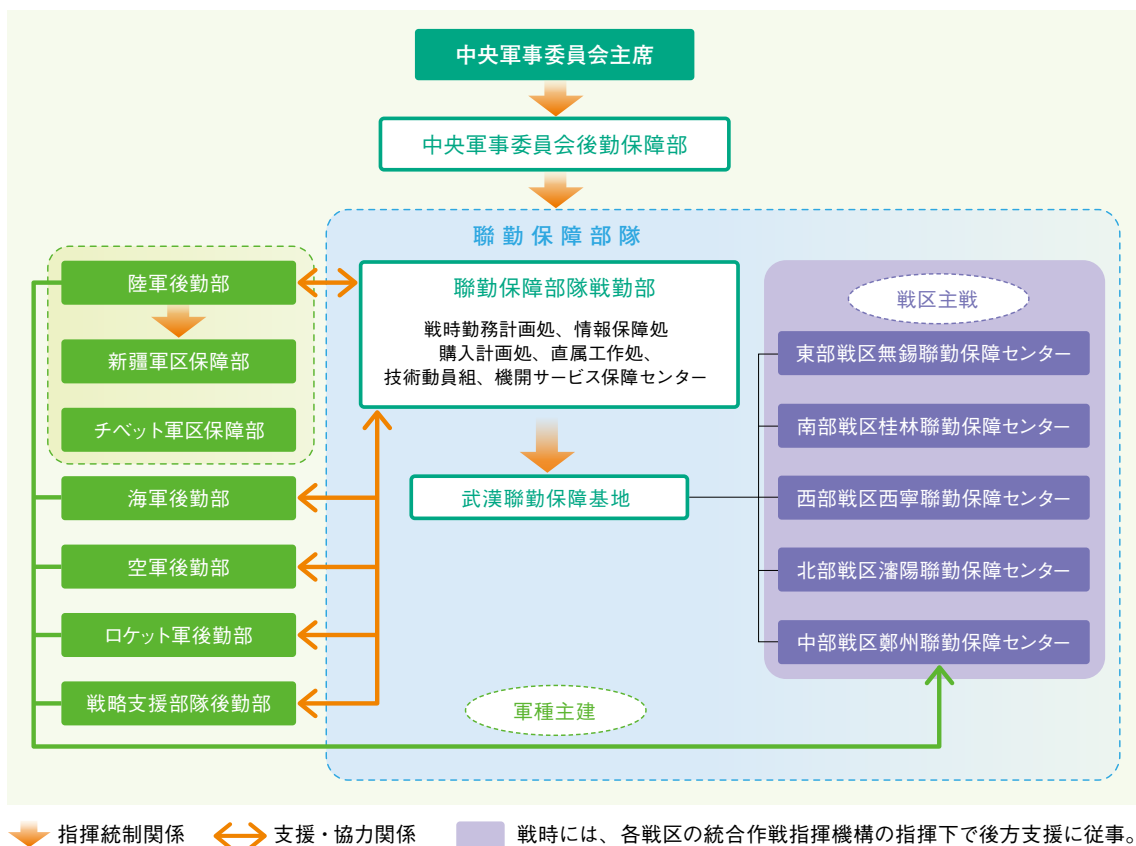 中央軍事委員会主席
中央軍事委員会後勤保障部
聯勤保障部隊
陸軍後勤部
新疆軍区保障部
チベット軍区保障部
海軍後勤部
空軍後勤部
ロケット軍後勤部
戦略支援部隊後勤部
聯勤保障部隊戦勤部
戦時勤務計画処、情報保障処
購入計画処、直属工作処、
技術動員組、機関サービス保障センター
武漢聯勤保障基地
軍種主建
戦区主戦
東部戦区無錫聯勤保障センター
南部戦区桂林聯勤保障センター
西部戦区西寧聯勤保障センター
北部戦区瀋陽聯勤保障センター
中部戦区鄭州聯勤保障センター
指揮統制関係
支援・協力関係
戦時には、各戦区の統合作戦指揮機構の指揮下で後方支援に従事。